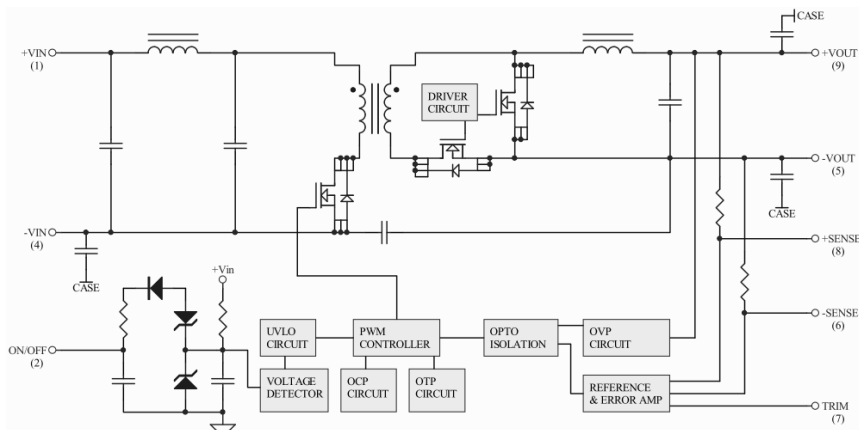 CASE
+VIN
(1)
+VOUT
(9)
DRIVER
CIRCUIT
-VOUT
(5)
CASE
-VIN
(4)
+SENSE
(8)
CASE
+Vin
-SENSE
(6)
UVLO
CIRCUIT
PWM
CONTROLLER
OPTO
ISOLATION
OVP
CIRCUIT
ON/OFF
(2)
VOLTAGE
DETECTOR
OCP
CIRCUIT
OTP
CIRCUIT
REFERENCE
& ERROR AMP
TRIM
(7)